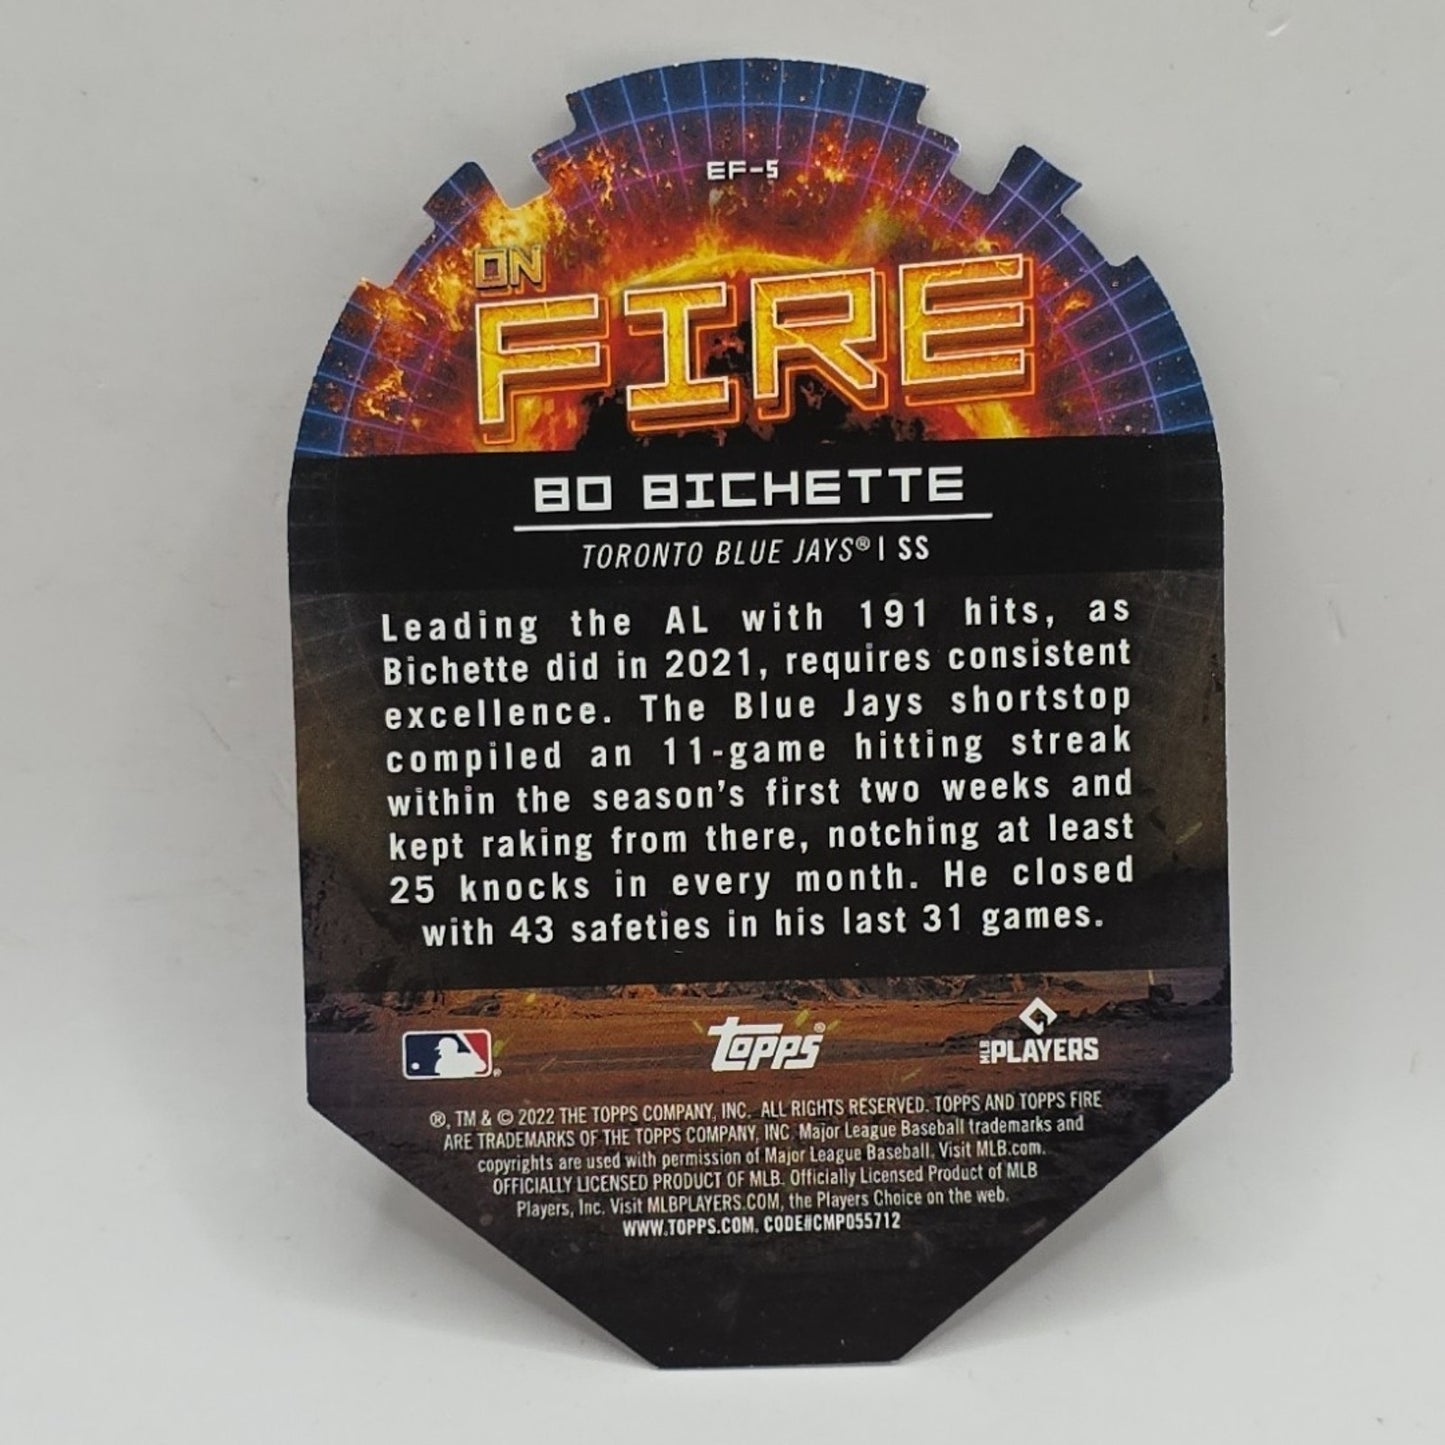 EF-5
ON
FIRE
BO BICHETTE
TORONTO BLUE JAYS® | SS
Leading the AL with 191 hits, as
Bichette did in 2021, requires consistent
excellence. The Blue Jays shortstop
compiled an 11-game hitting streak
within the season's first two weeks and
kept raking from there, notching at least
25 knocks in every month. He closed
with 43 safeties in his last 31 games.
® topps® MLB PLAYERS
®, TM & © 2022 THE TOPPS COMPANY, INC. ALL RIGHTS RESERVED. TOPPS AND TOPPS FIRE
ARE TRADEMARKS OF THE TOPPS COMPANY, INC. Major League Baseball trademarks and
copyrights are used with permission of Major League Baseball. Visit MLB.com.
OFFICIALLY LICENSED PRODUCT OF MLB. Officially Licensed Product of MLB
Players, Inc. Visit MLBPLAYERS.COM, the Players Choice on the web.
WWW.TOPPS.COM. CODE#CMP055712